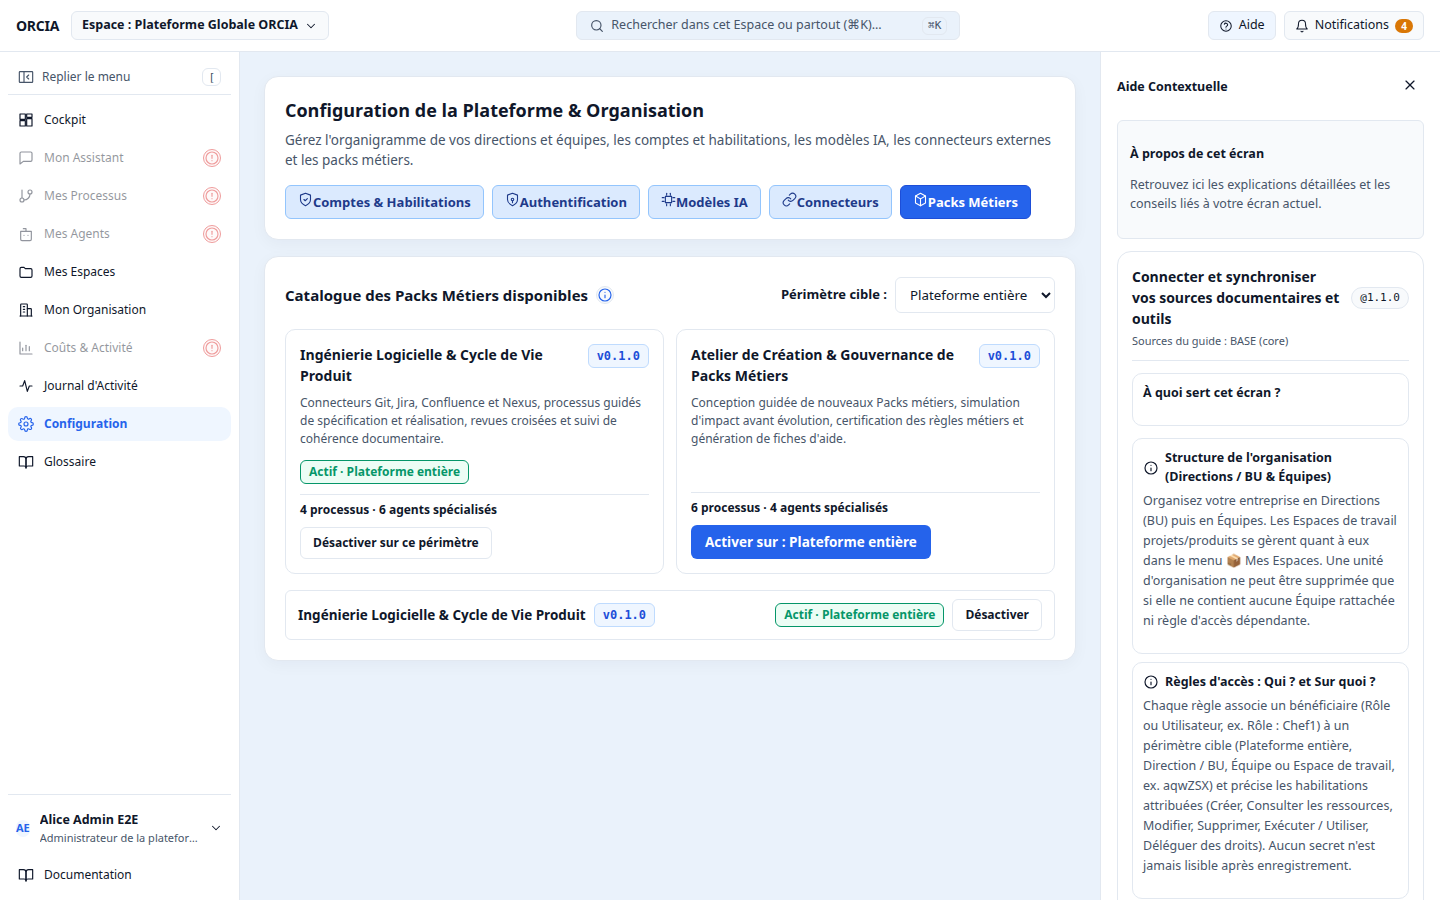 ORCIA
Espace : Plateforme Globale ORCIA
Rechercher dans cet Espace ou partout (⌘K)...
⌘K
Aide
Notifications 4
Replier le menu
[
Cockpit
Mon Assistant
Mes Processus
Mes Agents
Mes Espaces
Mon Organisation
Coûts & Activité
Journal d'Activité
Configuration
Glossaire
AE
Alice Admin E2E
Administrateur de la platefor...
Documentation
Configuration de la Plateforme & Organisation
Gérez l'organigramme de vos directions et équipes, les comptes et habilitations, les modèles IA, les connecteurs externes
et les packs métiers.
Comptes & Habilitations
Authentification
Modèles IA
Connecteurs
Packs Métiers
Catalogue des Packs Métiers disponibles
Périmètre cible :
Plateforme entière
Ingénierie Logicielle & Cycle de Vie
Produit
v0.1.0
Connecteurs Git, Jira, Confluence et Nexus, processus guidés
de spécification et réalisation, revues croisées et suivi de
cohérence documentaire.
Actif · Plateforme entière
4 processus · 6 agents spécialisés
Désactiver sur ce périmètre
Atelier de Création & Gouvernance de
Packs Métiers
v0.1.0
Conception guidée de nouveaux Packs métiers, simulation
d'impact avant évolution, certification des règles métiers et
génération de fiches d'aide.
6 processus · 4 agents spécialisés
Activer sur : Plateforme entière
Ingénierie Logicielle & Cycle de Vie Produit
v0.1.0
Actif · Plateforme entière
Désactiver
Aide Contextuelle
À propos de cet écran
Retrouvez ici les explications détaillées et les
conseils liés à votre écran actuel.
Connecter et synchroniser
vos sources documentaires et
outils
@1.1.0
Sources du guide : BASE (core)
À quoi sert cet écran ?
Structure de l'organisation
(Directions / BU & Équipes)
Organisez votre entreprise en Directions
(BU) puis en Équipes. Les Espaces de travail
projets/produits se gèrent quant à eux
dans le menu 📦 Mes Espaces. Une unité
d'organisation ne peut être supprimée que
si elle ne contient aucune Équipe rattachée
ni règle d'accès dépendante.
Règles d'accès : Qui ? et Sur quoi ?
Chaque règle associe un bénéficiaire (Rôle
ou Utilisateur, ex. Rôle : Chef1) à un
périmètre cible (Plateforme entière,
Direction / BU, Équipe ou Espace de travail,
ex. aqwZSX) et précise les habilitations
attribuées (Créer, Consulter les ressources,
Modifier, Supprimer, Exécuter / Utiliser,
Déléguer des droits). Aucun secret n'est
jamais lisible après enregistrement.